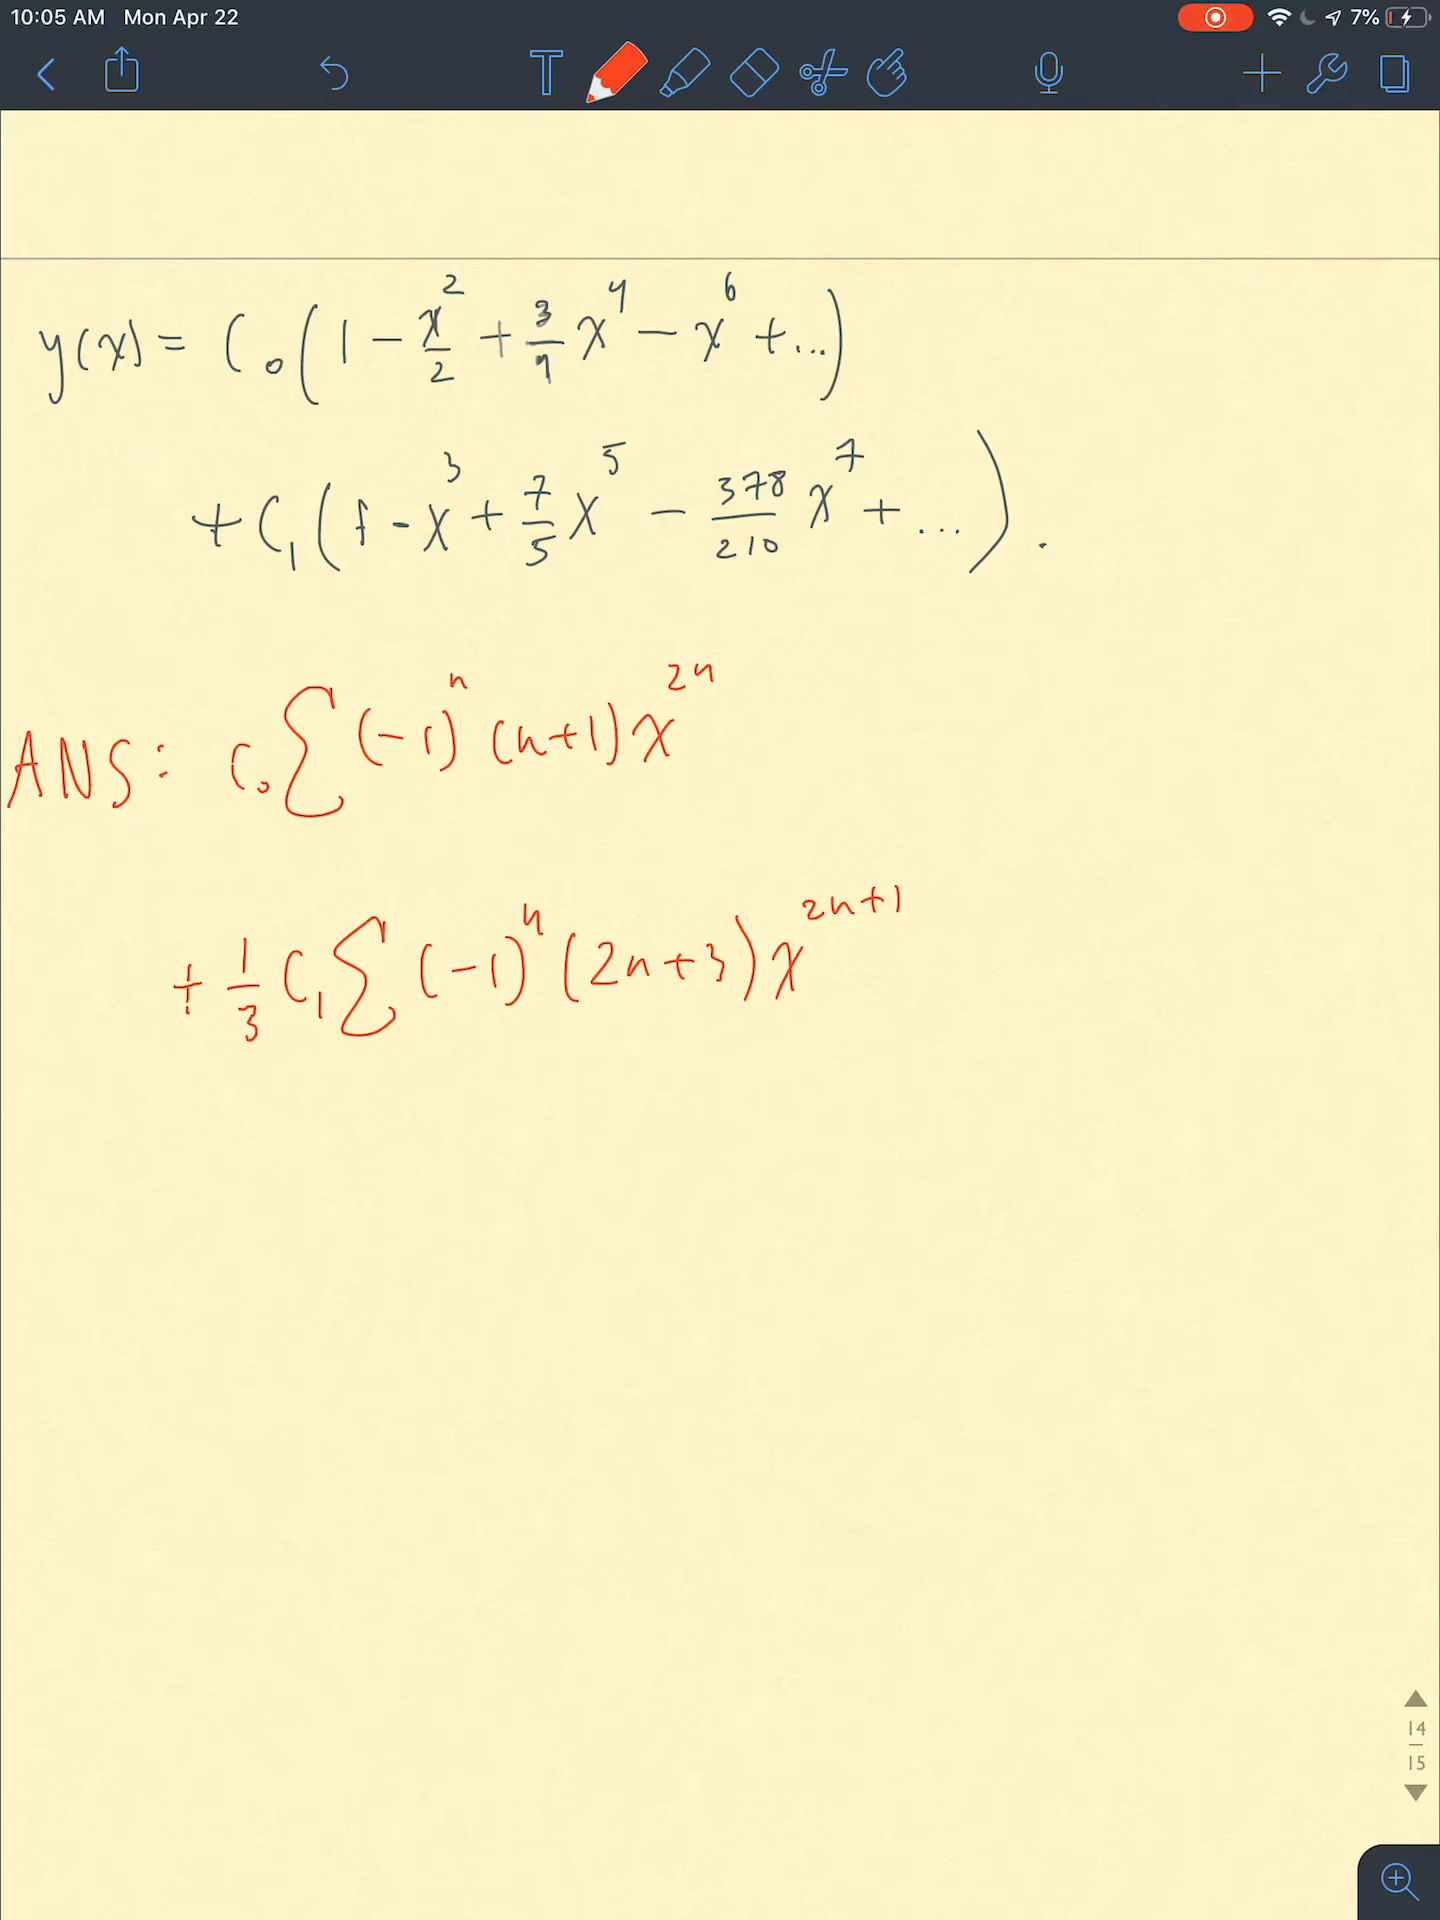 10:05 AM Mon Apr 22 7%
T
y(x) = C₀(1 - x²/2 + 3/4 x⁴ - x⁶ + ...)
+ C₁(1 - x³ + 7/5 x⁵ - 378/210 x⁷ + ...).
ANS: C₀ Σ (-1)ⁿ (n+1) x²ⁿ
+ 1/3 C₁ Σ (-1)ⁿ (2n+3) x²ⁿ⁺¹
14
15